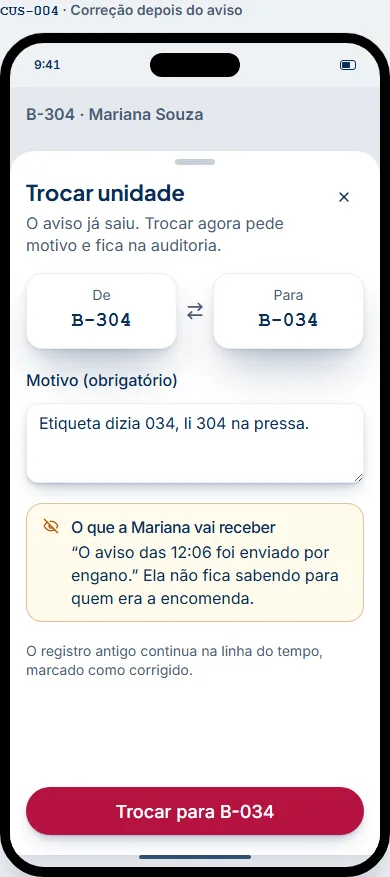 CUS-004 · Correção depois do aviso
9:41
B-304 · Mariana Souza
Trocar unidade
O aviso já saiu. Trocar agora pede
motivo e fica na auditoria.
De
B-304
Para
B-034
Motivo (obrigatório)
Etiqueta dizia 034, li 304 na pressa.
O que a Mariana vai receber
“O aviso das 12:06 foi enviado por
engano.” Ela não fica sabendo para
quem era a encomenda.
O registro antigo continua na linha do tempo,
marcado como corrigido.
Trocar para B-034